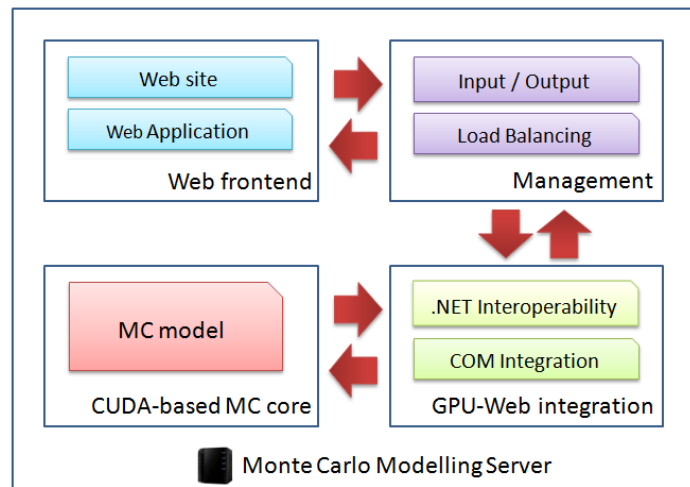 Web site
Web Application
Web frontend
Input / Output
Load Balancing
Management
MC model
CUDA-based MC core
.NET Interoperability
COM Integration
GPU-Web integration
Monte Carlo Modelling Server